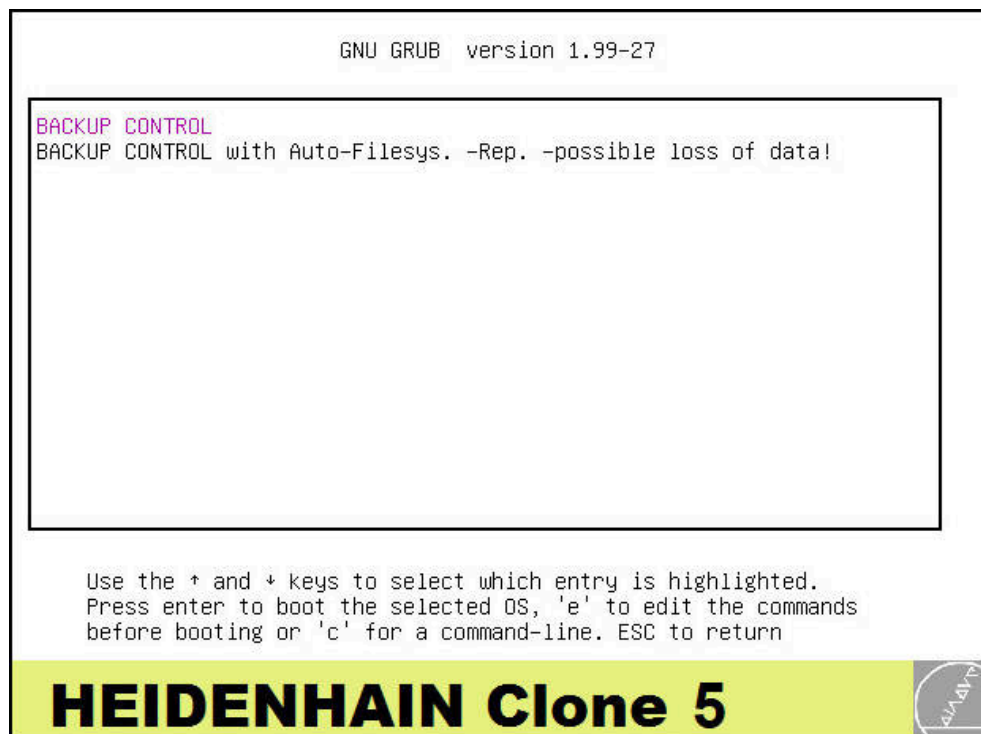 GNU GRUB  version 1.99-27
BACKUP CONTROL
BACKUP CONTROL with Auto-Filesys. -Rep. -possible loss of data!
Use the ↑ and ↓ keys to select which entry is highlighted.
Press enter to boot the selected OS, 'e' to edit the commands
before booting or 'c' for a command-line. ESC to return
HEIDENHAIN Clone 5